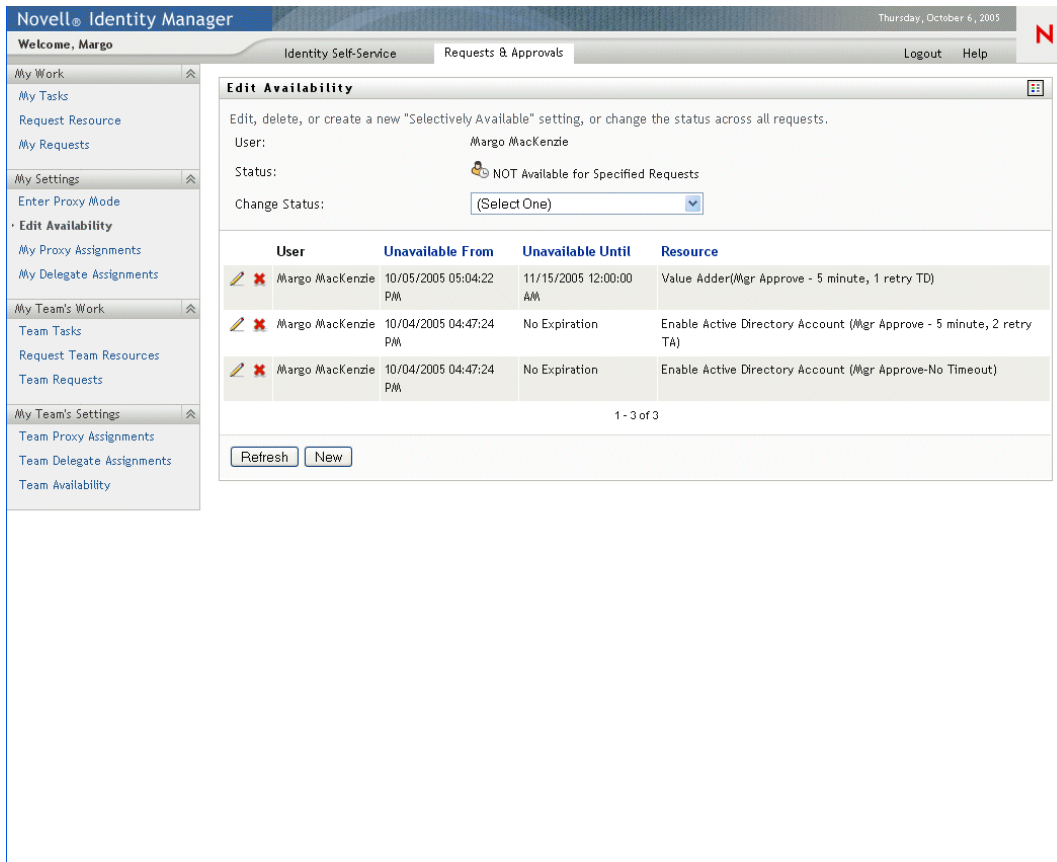 Novell® Identity Manager
Thursday, October 6, 2005
N
Welcome, Margo
Identity Self-Service
Requests & Approvals
Logout
Help
My Work
My Tasks
Request Resource
My Requests
My Settings
Enter Proxy Mode
· Edit Availability
My Proxy Assignments
My Delegate Assignments
My Team's Work
Team Tasks
Request Team Resources
Team Requests
My Team's Settings
Team Proxy Assignments
Team Delegate Assignments
Team Availability
Edit Availability
Edit, delete, or create a new "Selectively Available" setting, or change the status across all requests.
User: Margo MacKenzie
Status: NOT Available for Specified Requests
Change Status: (Select One)
User Unavailable From Unavailable Until Resource
Margo MacKenzie 10/05/2005 05:04:22 11/15/2005 12:00:00 Value Adder(Mgr Approve - 5 minute, 1 retry TD)
PM AM
Margo MacKenzie 10/04/2005 04:47:24 No Expiration Enable Active Directory Account (Mgr Approve - 5 minute, 2 retry
PM TA)
Margo MacKenzie 10/04/2005 04:47:24 No Expiration Enable Active Directory Account (Mgr Approve-No Timeout)
PM
1 - 3 of 3
Refresh New